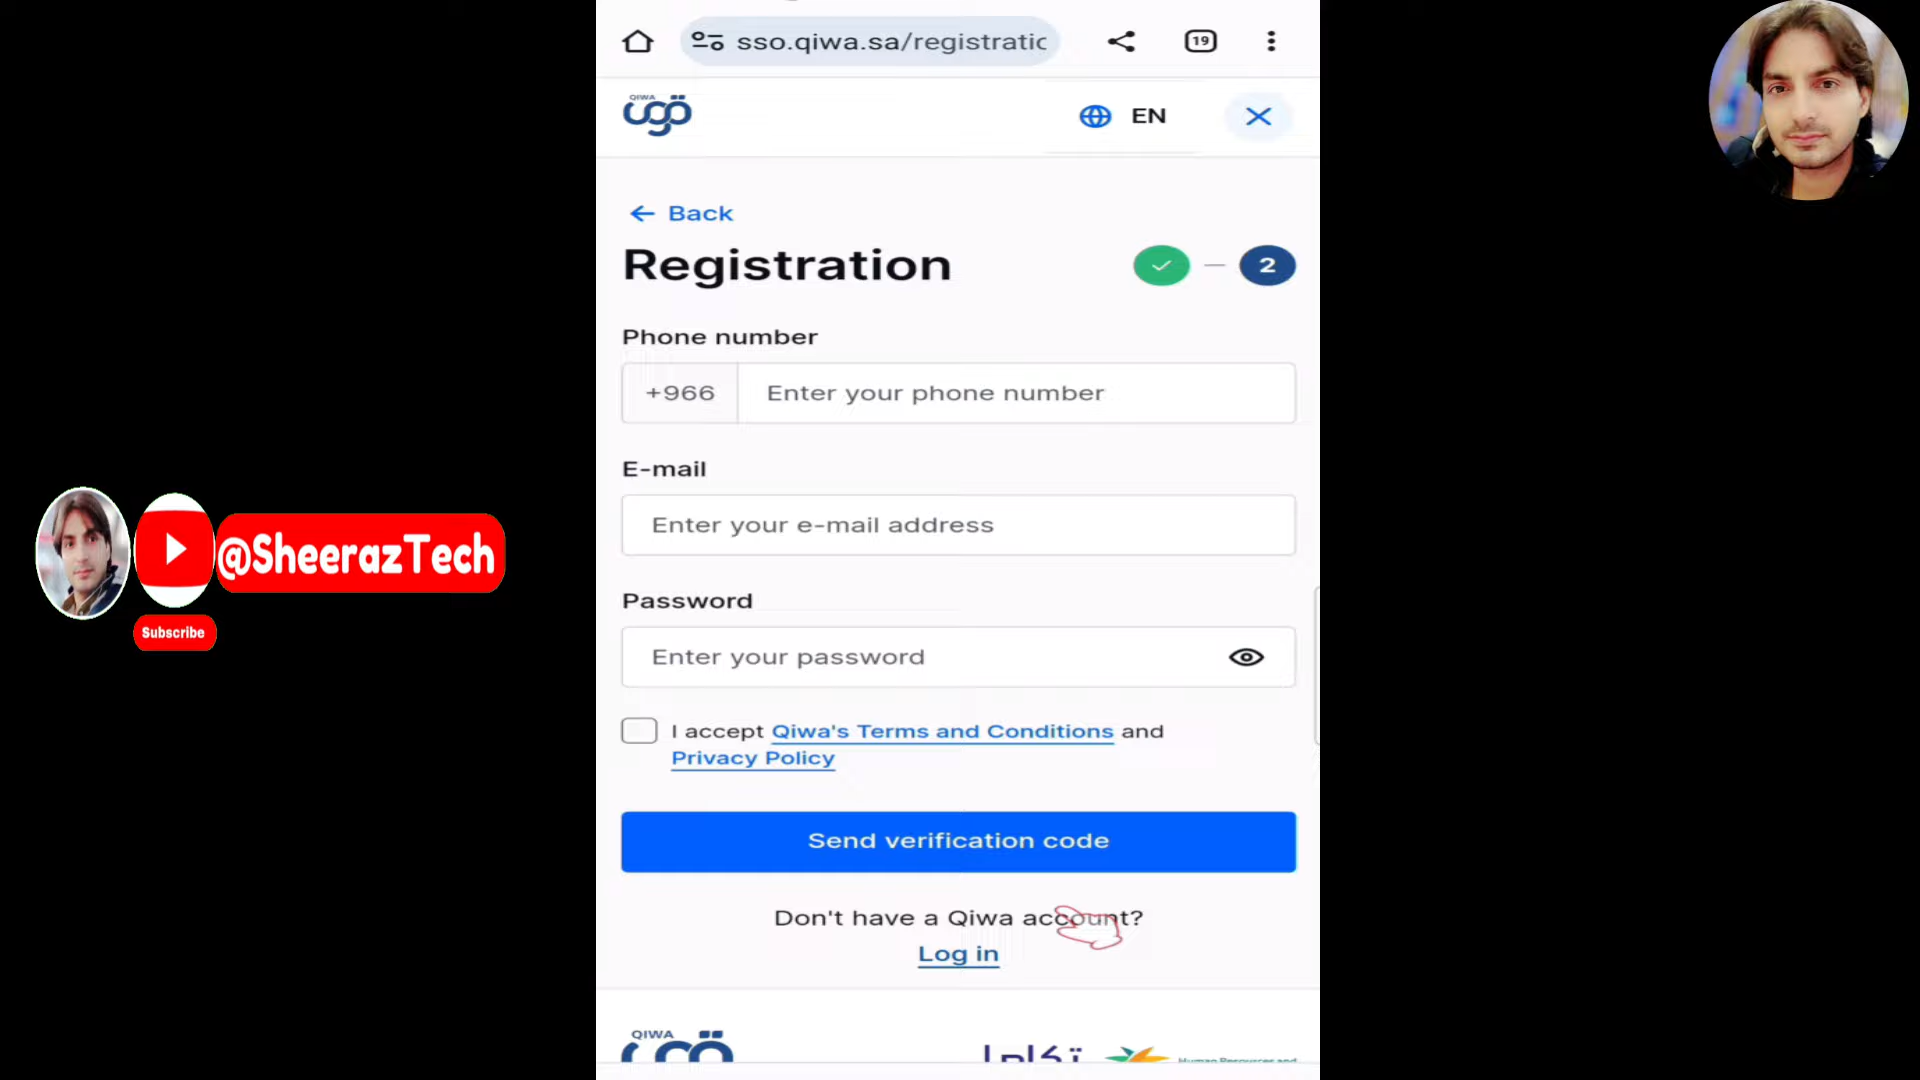 sso.qiwa.sa/registratic
19
QIWA
قوى
EN
Back
Registration
2
Phone number
+966
Enter your phone number
E-mail
Enter your e-mail address
Password
Enter your password
I accept Qiwa's Terms and Conditions and
Privacy Policy
Send verification code
Don't have a Qiwa account?
Log in
QIWA
@SheerazTech
Subscribe